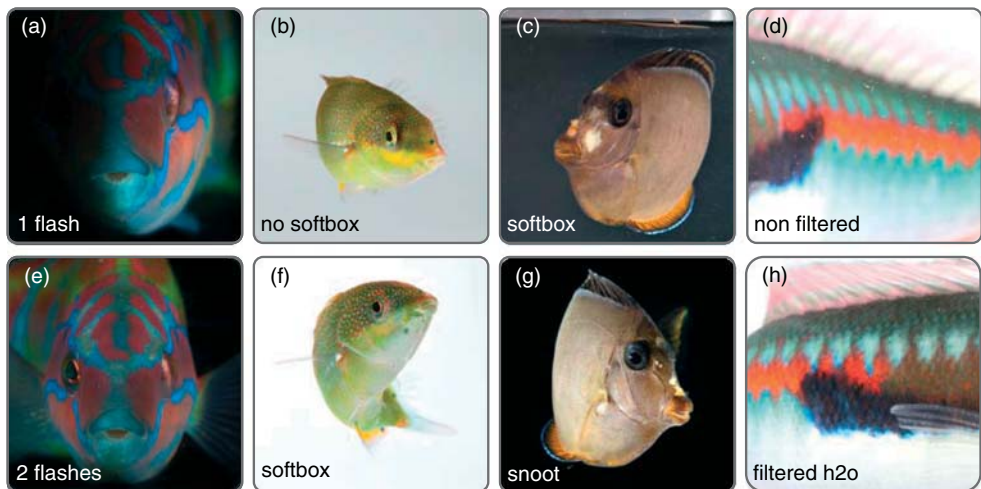 (a)
1 flash
(b)
no softbox
(c)
softbox
(d)
non filtered
(e)
2 flashes
(f)
softbox
(g)
snoot
(h)
filtered h2o